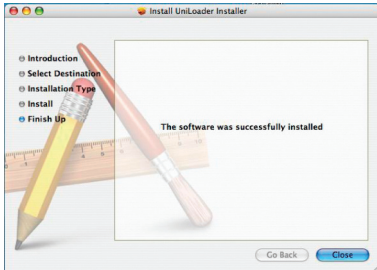 Install UniLoader Installer
Introduction
Select Destination
Installation Type
Install
Finish Up
The software was successfully installed
Go Back
Close